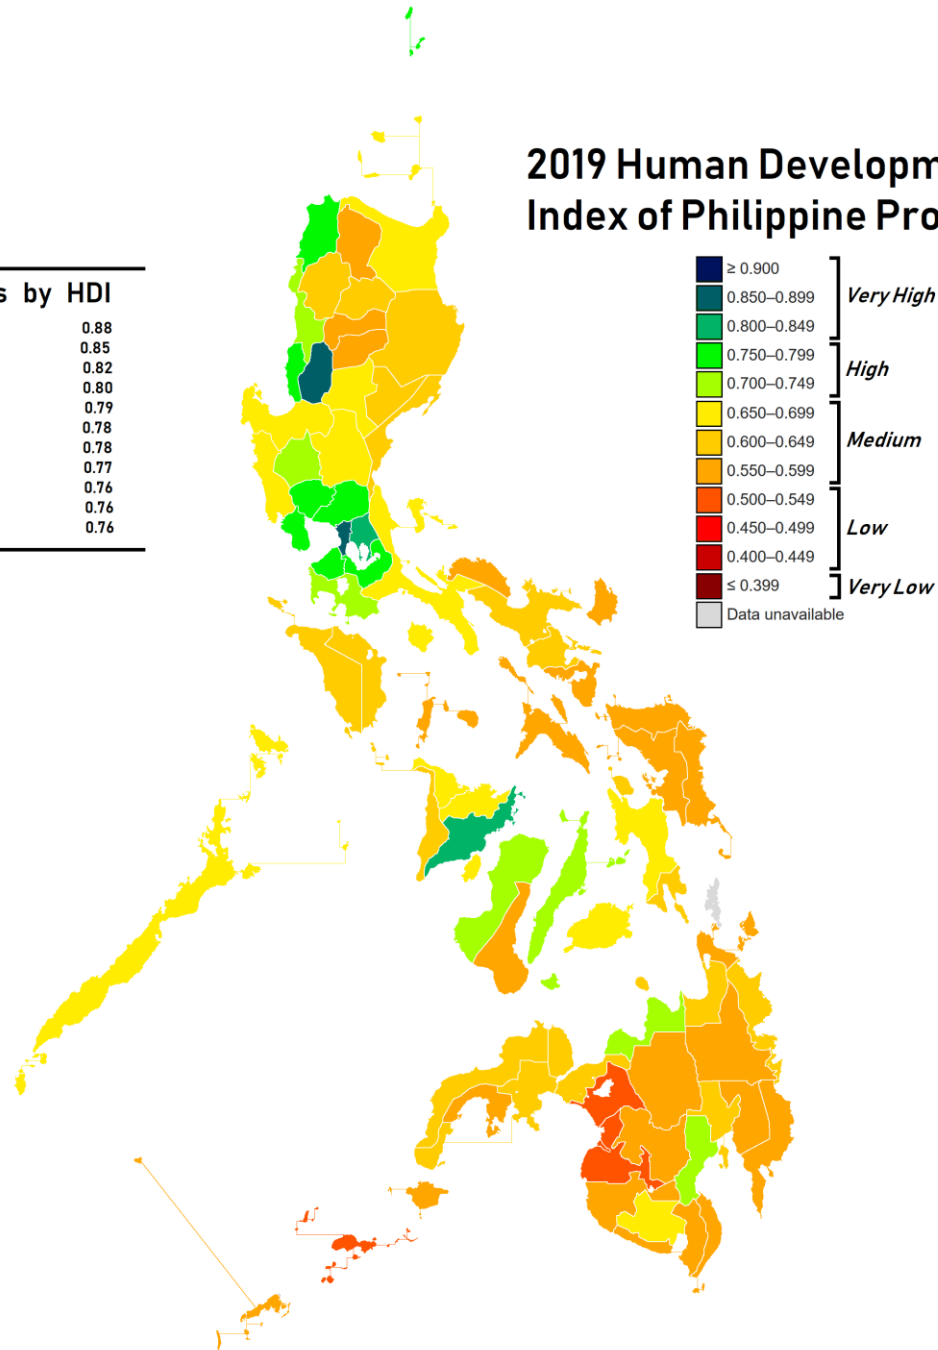 2019 Human Developm
Index of Philippine Pro
s by HDI
0.88
0.85
0.82
0.80
0.79
0.78
0.78
0.77
0.76
0.76
0.76
≥ 0.900
0.850–0.899
0.800–0.849
0.750–0.799
0.700–0.749
0.650–0.699
0.600–0.649
0.550–0.599
0.500–0.549
0.450–0.499
0.400–0.449
≤ 0.399
Data unavailable
Very High
High
Medium
Low
Very Low